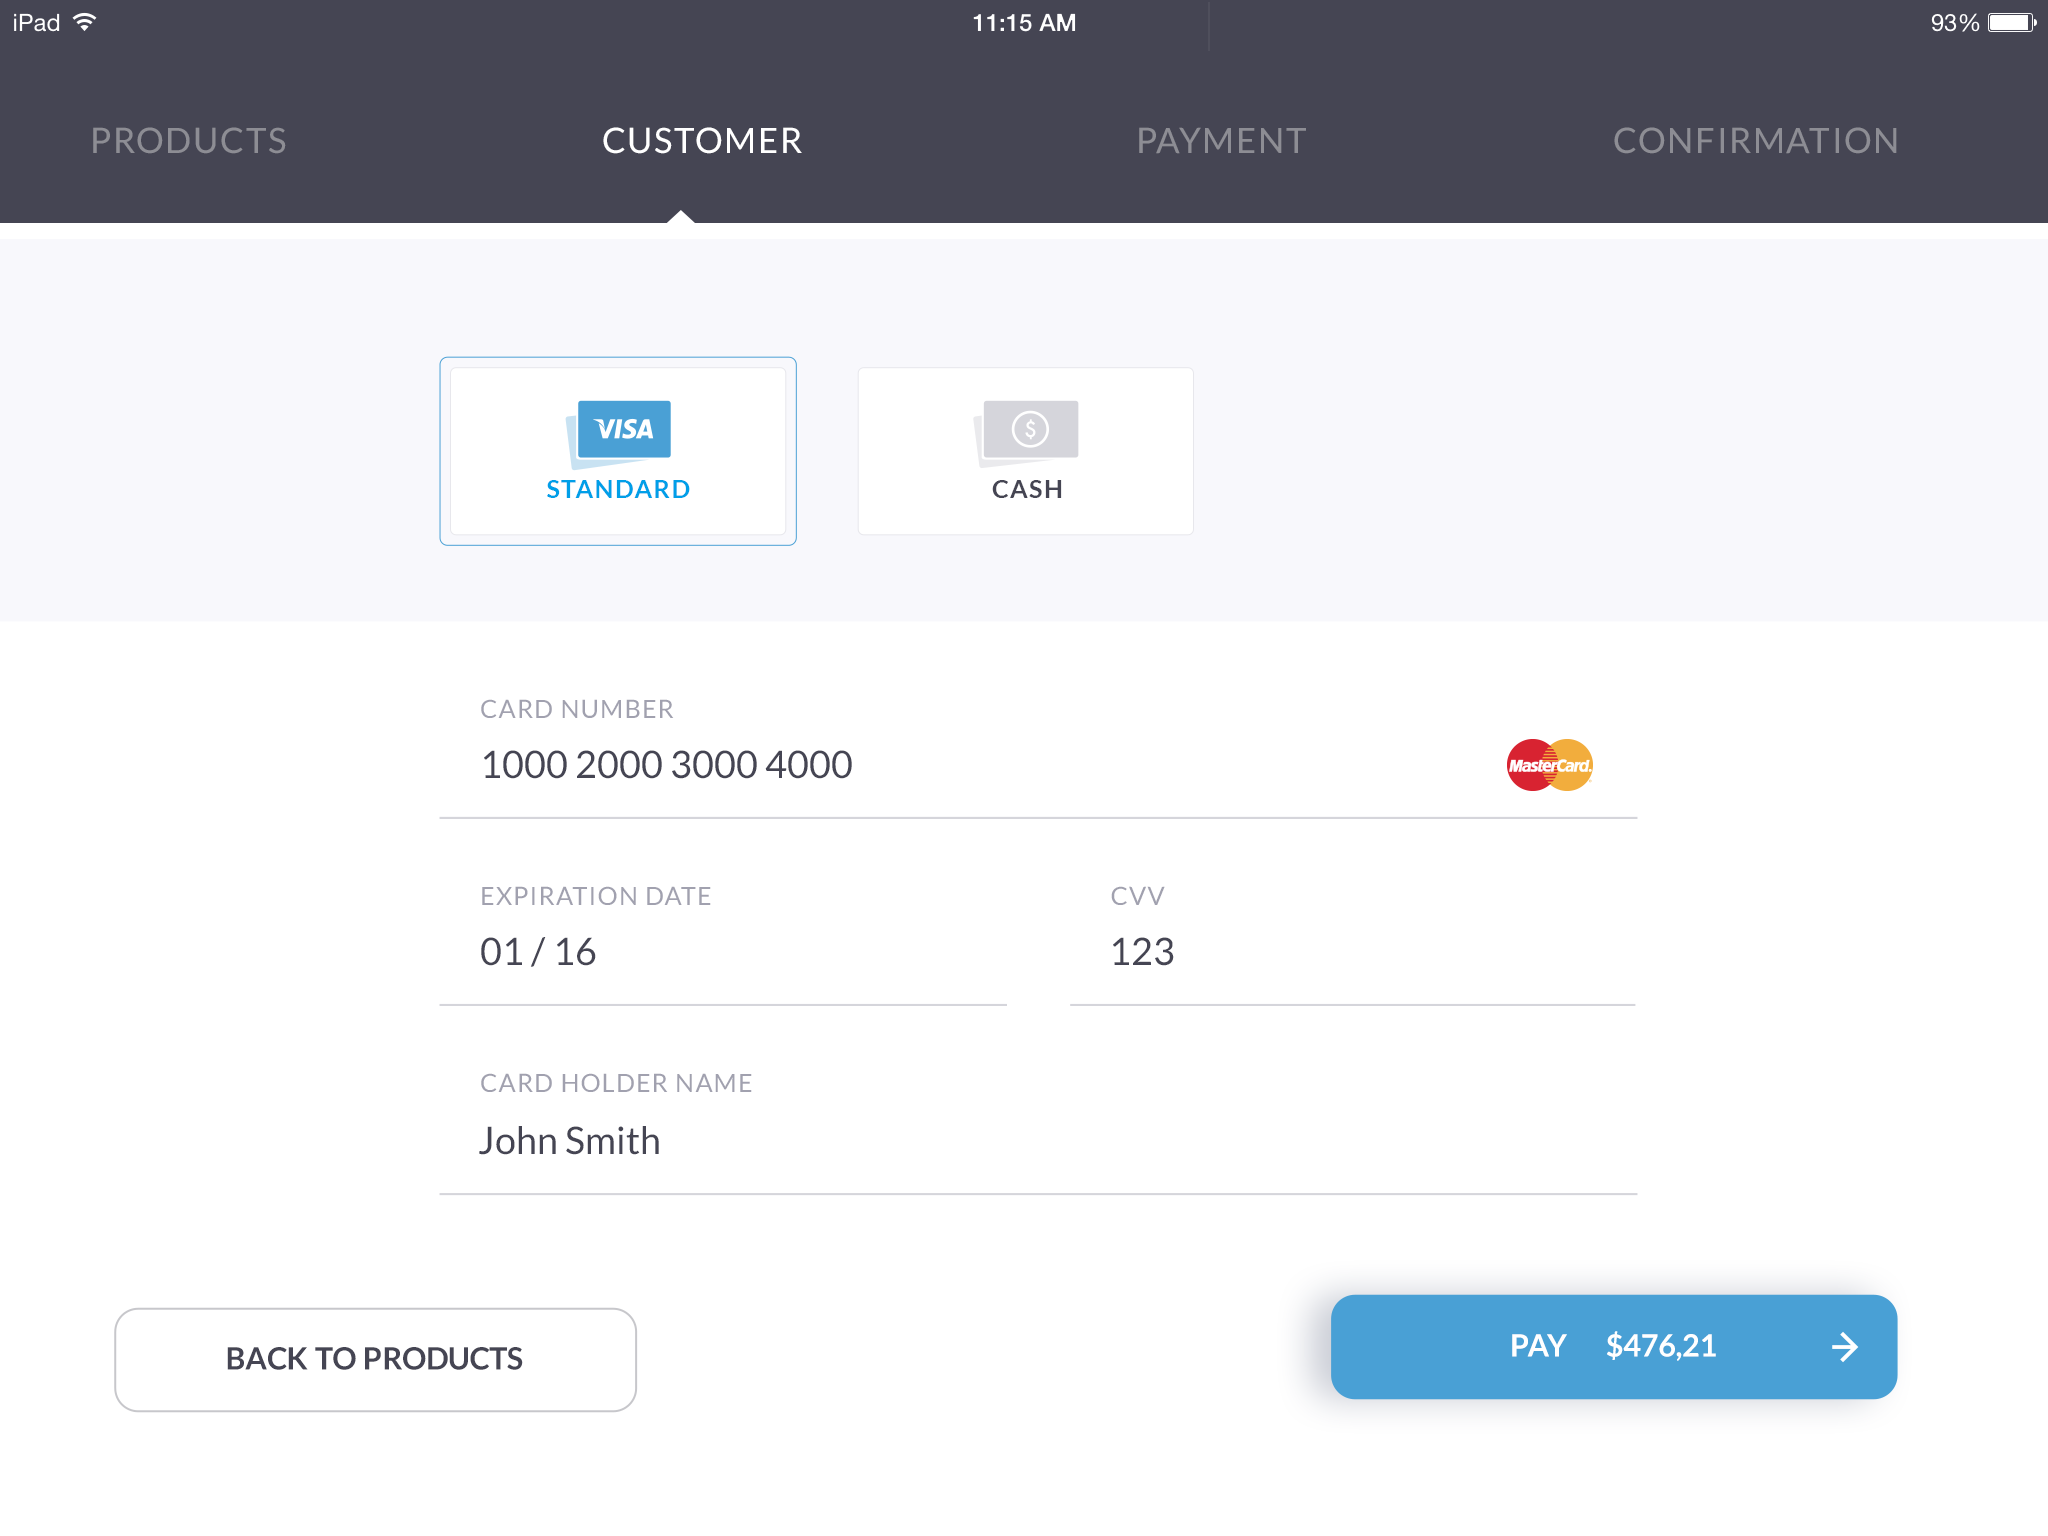 iPad 11:15 AM 93%
PRODUCTS CUSTOMER PAYMENT CONFIRMATION
VISA $
STANDARD CASH
CARD NUMBER
1000 2000 3000 4000
MasterCard.
EXPIRATION DATE CVV
01 / 16 123
CARD HOLDER NAME
John Smith
BACK TO PRODUCTS
PAY $476,21